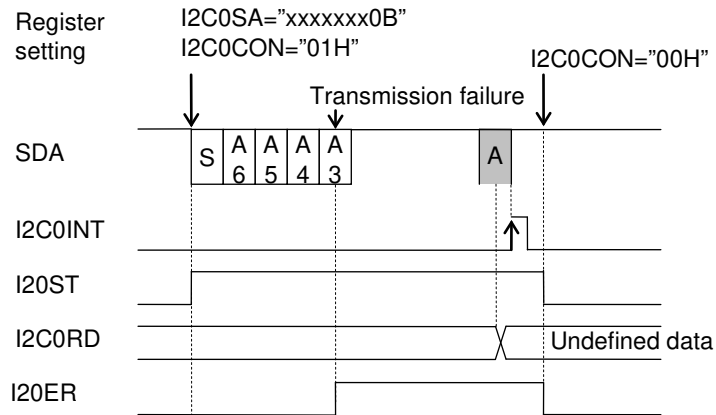 Register
setting
I2C0SA="xxxxxxx0B"
I2C0CON="01H"
I2C0CON="00H"
Transmission failure
SDA
S
A
6
A
5
A
4
A
3
A
I2C0INT
I20ST
I2C0RD
Undefined data
I20ER